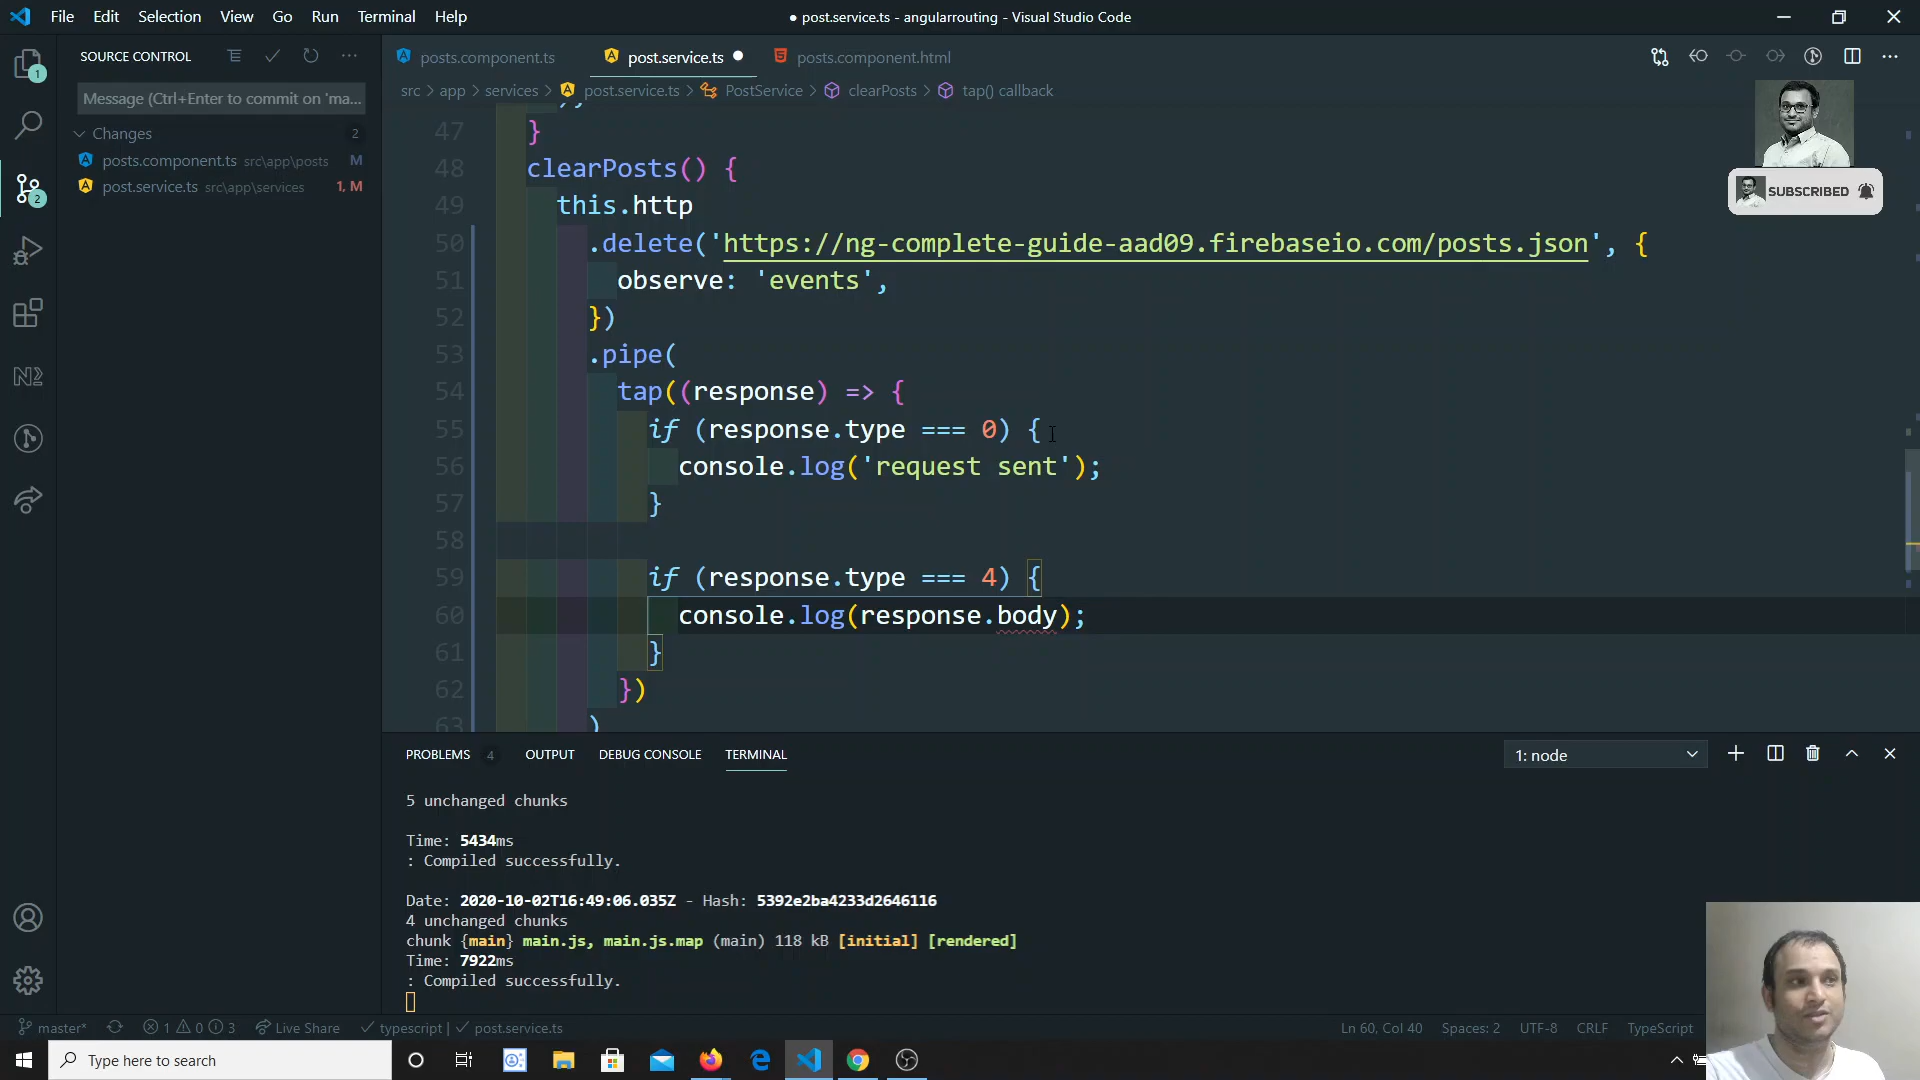 File Edit Selection View Go Run Terminal Help
● post.service.ts - angularrouting - Visual Studio Code
SOURCE CONTROL
posts.component.ts
post.service.ts
posts.component.html
1
Message (Ctrl+Enter to commit on 'ma...
src > app > services > post.service.ts > PostService > clearPosts > tap() callback
Changes 2
posts.component.ts src\app\posts M
post.service.ts src\app\services 1, M
2
SUBSCRIBED
47 }
48 clearPosts() {
49 this.http
50 .delete('https://ng-complete-guide-aad09.firebaseio.com/posts.json', {
51 observe: 'events',
52 })
53 .pipe(
54 tap((response) => {
55 if (response.type === 0) {
56 console.log('request sent');
57 }
58
59 if (response.type === 4) {
60 console.log(response.body);
61 }
62 })
63 )
PROBLEMS 4 OUTPUT DEBUG CONSOLE TERMINAL
1: node
5 unchanged chunks
Time: 5434ms
: Compiled successfully.
Date: 2020-10-02T16:49:06.035Z - Hash: 5392e2ba4233d2646116
4 unchanged chunks
chunk {main} main.js, main.js.map (main) 118 kB [initial] [rendered]
Time: 7922ms
: Compiled successfully.
master* 1 0 3 Live Share typescript | post.service.ts
Ln 60, Col 40 Spaces: 2 UTF-8 CRLF TypeScript
Type here to search